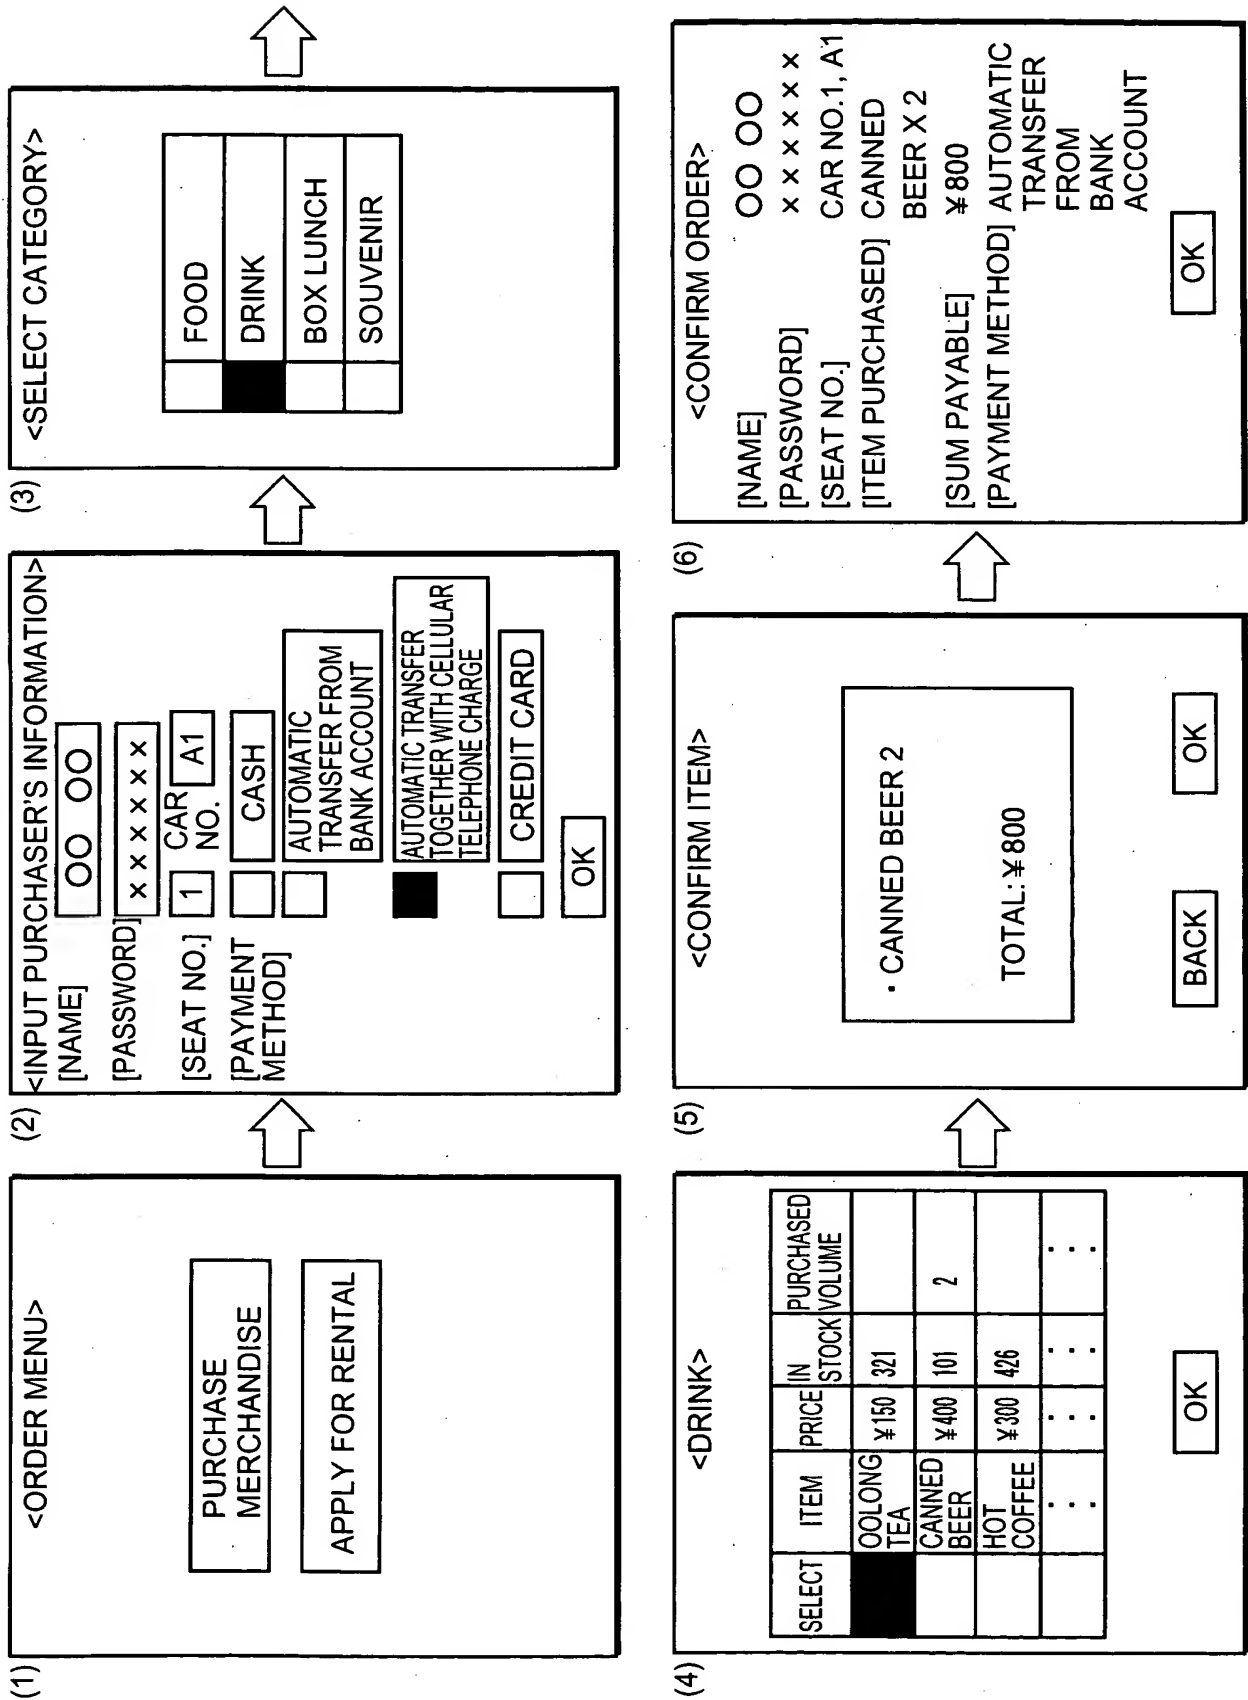 (1)
<ORDER MENU>
PURCHASE
MERCHANDISE
APPLY FOR RENTAL
(2)
<INPUT PURCHASER'S INFORMATION>
[NAME] OO OO
[PASSWORD] × × × × × ×
[SEAT NO.] 1 CAR NO. A1
[PAYMENT
METHOD]
CASH
AUTOMATIC
TRANSFER FROM
BANK ACCOUNT
AUTOMATIC TRANSFER
TOGETHER WITH CELLULAR
TELEPHONE CHARGE
CREDIT CARD
OK
(3)
<SELECT CATEGORY>
FOOD
DRINK
BOX LUNCH
SOUVENIR
(4)
<DRINK>
SELECT ITEM PRICE IN STOCK PURCHASED VOLUME
OOLONG TEA ¥150 321
CANNED BEER ¥400 101 2
HOT COFFEE ¥300 426
... ... ... ...
OK
(5)
<CONFIRM ITEM>
・CANNED BEER 2
TOTAL:¥800
BACK OK
(6)
<CONFIRM ORDER>
[NAME] OO OO
[PASSWORD] × × × × × ×
[SEAT NO.] CAR NO.1, A1
[ITEM PURCHASED] CANNED
BEER X 2
[SUM PAYABLE] ¥800
[PAYMENT METHOD] AUTOMATIC
TRANSFER
FROM
BANK
ACCOUNT
OK